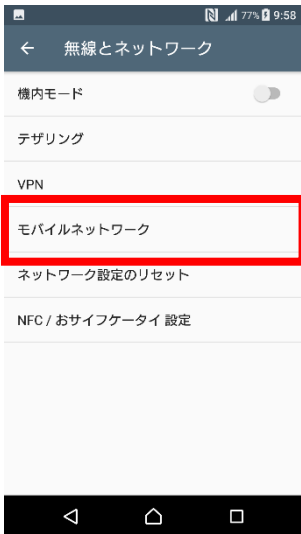 77% 9:58
無線とネットワーク
機内モード
テザリング
VPN
モバイルネットワーク
ネットワーク設定のリセット
NFC / おサイフケータイ 設定